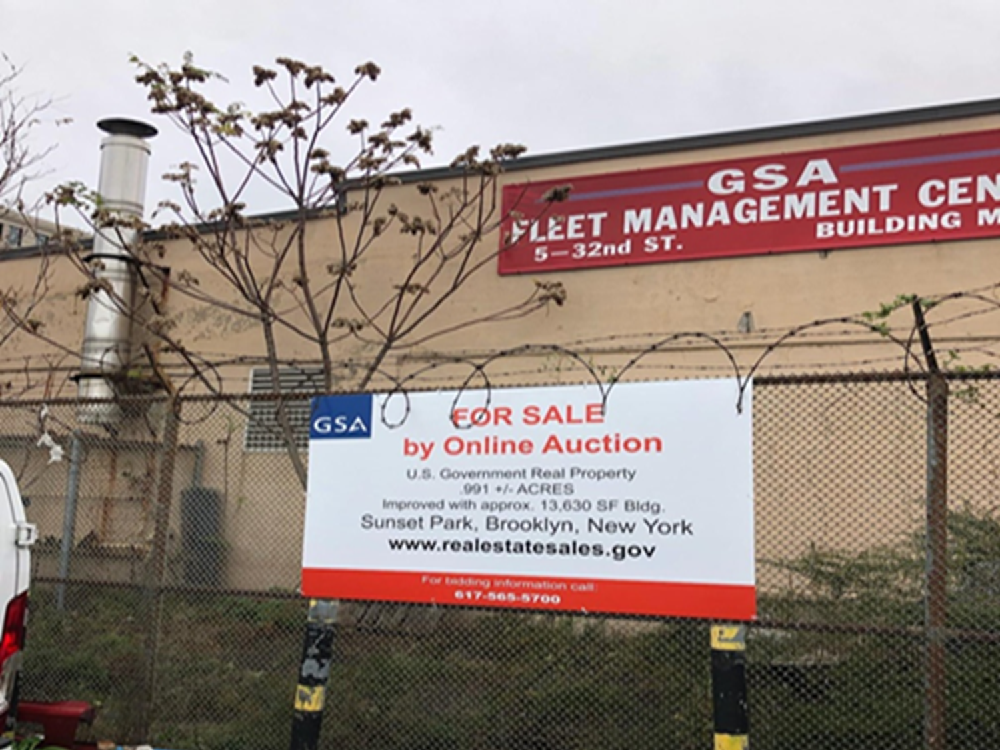 GSA
FLEET MANAGEMENT CEN
5-32nd ST.
BUILDING M
GSA
FOR SALE
by Online Auction
U.S. Government Real Property
.991 +/- ACRES
Improved with approx. 13,630 SF Bldg.
Sunset Park, Brooklyn, New York
www.realestatesales.gov
For bidding information call:
617-565-5700